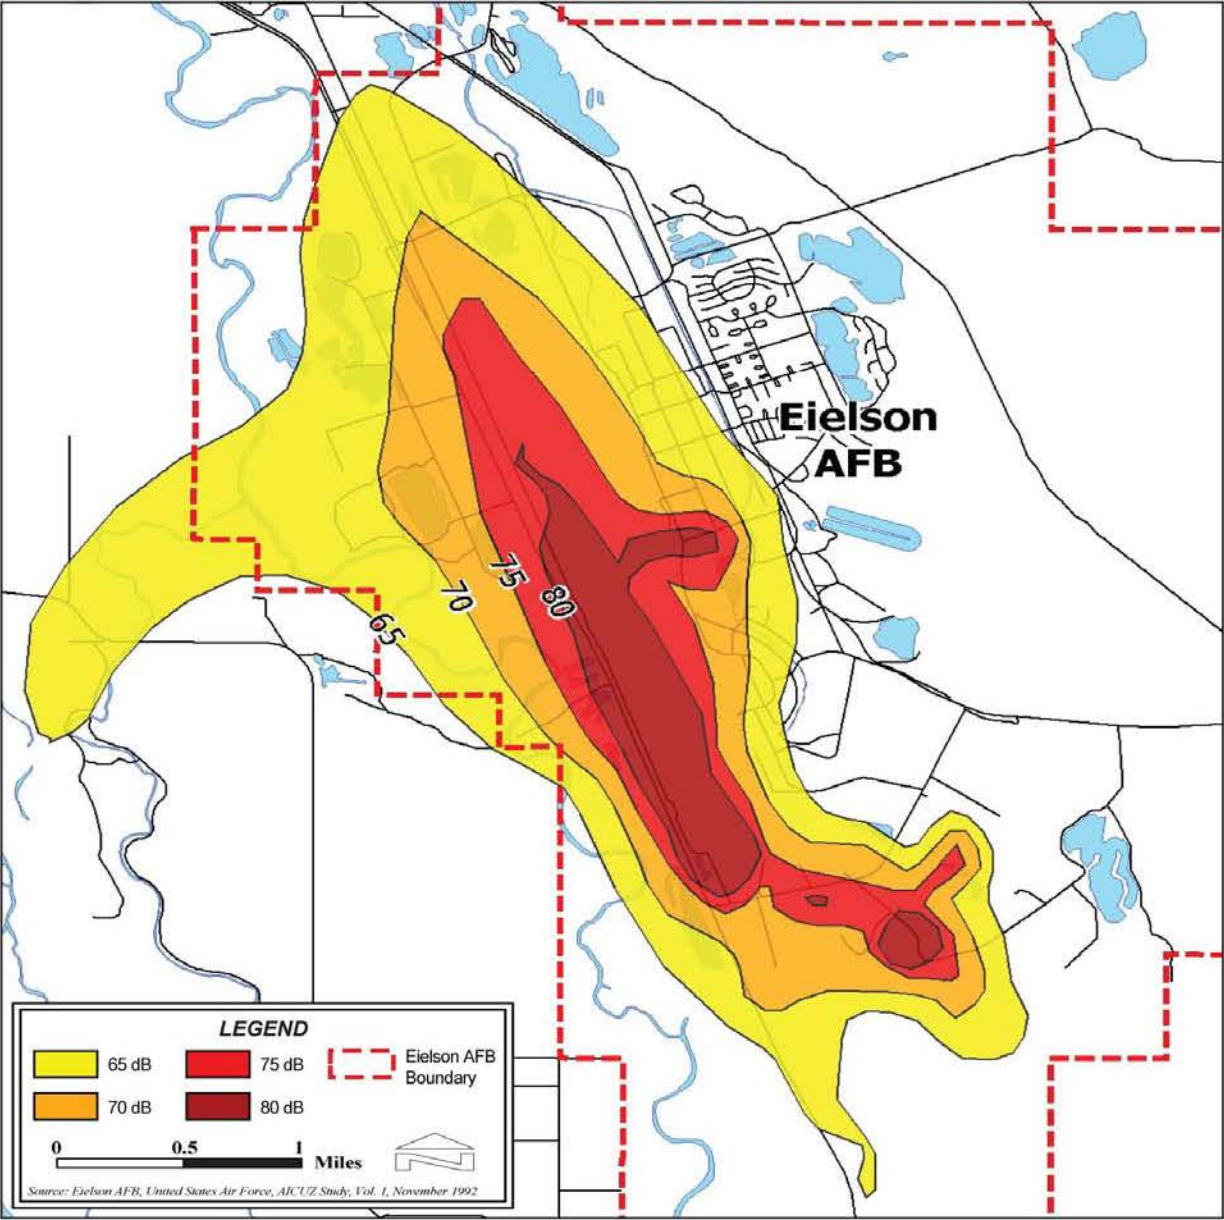 Eielson
AFB
75
80
70
65
LEGEND
65 dB
75 dB
Eielson AFB
Boundary
70 dB
80 dB
0
0.5
1
Miles
N
Source: Eielson AFB, United States Air Force, AICUZ Study, Vol. 1, November 1992